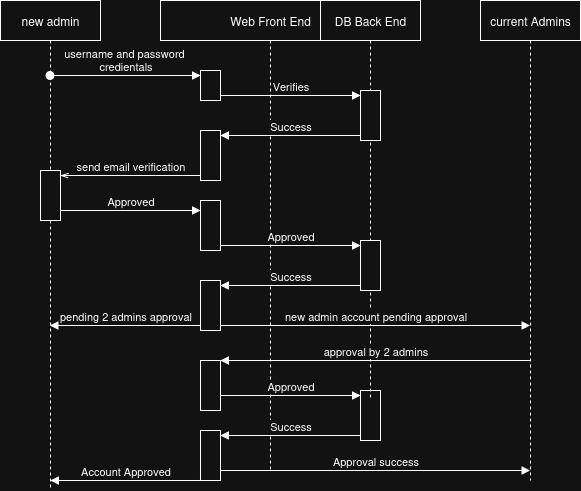 new admin
Web Front End
DB Back End
current Admins
username and password
credientals
Verifies
Success
send email verification
Approved
Approved
Success
pending 2 admins approval
new admin account pending approval
approval by 2 admins
Approved
Success
Approval success
Account Approved